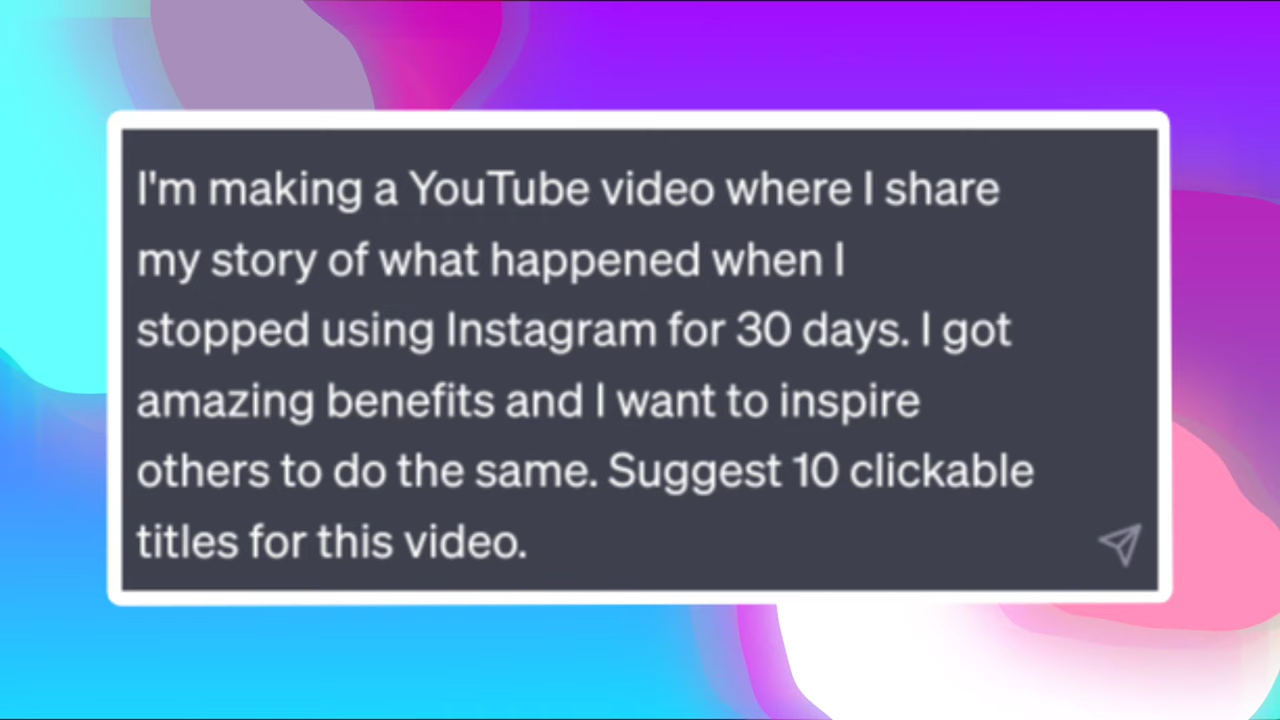 I'm making a YouTube video where I share
my story of what happened when I
stopped using Instagram for 30 days. I got
amazing benefits and I want to inspire
others to do the same. Suggest 10 clickable
titles for this video.